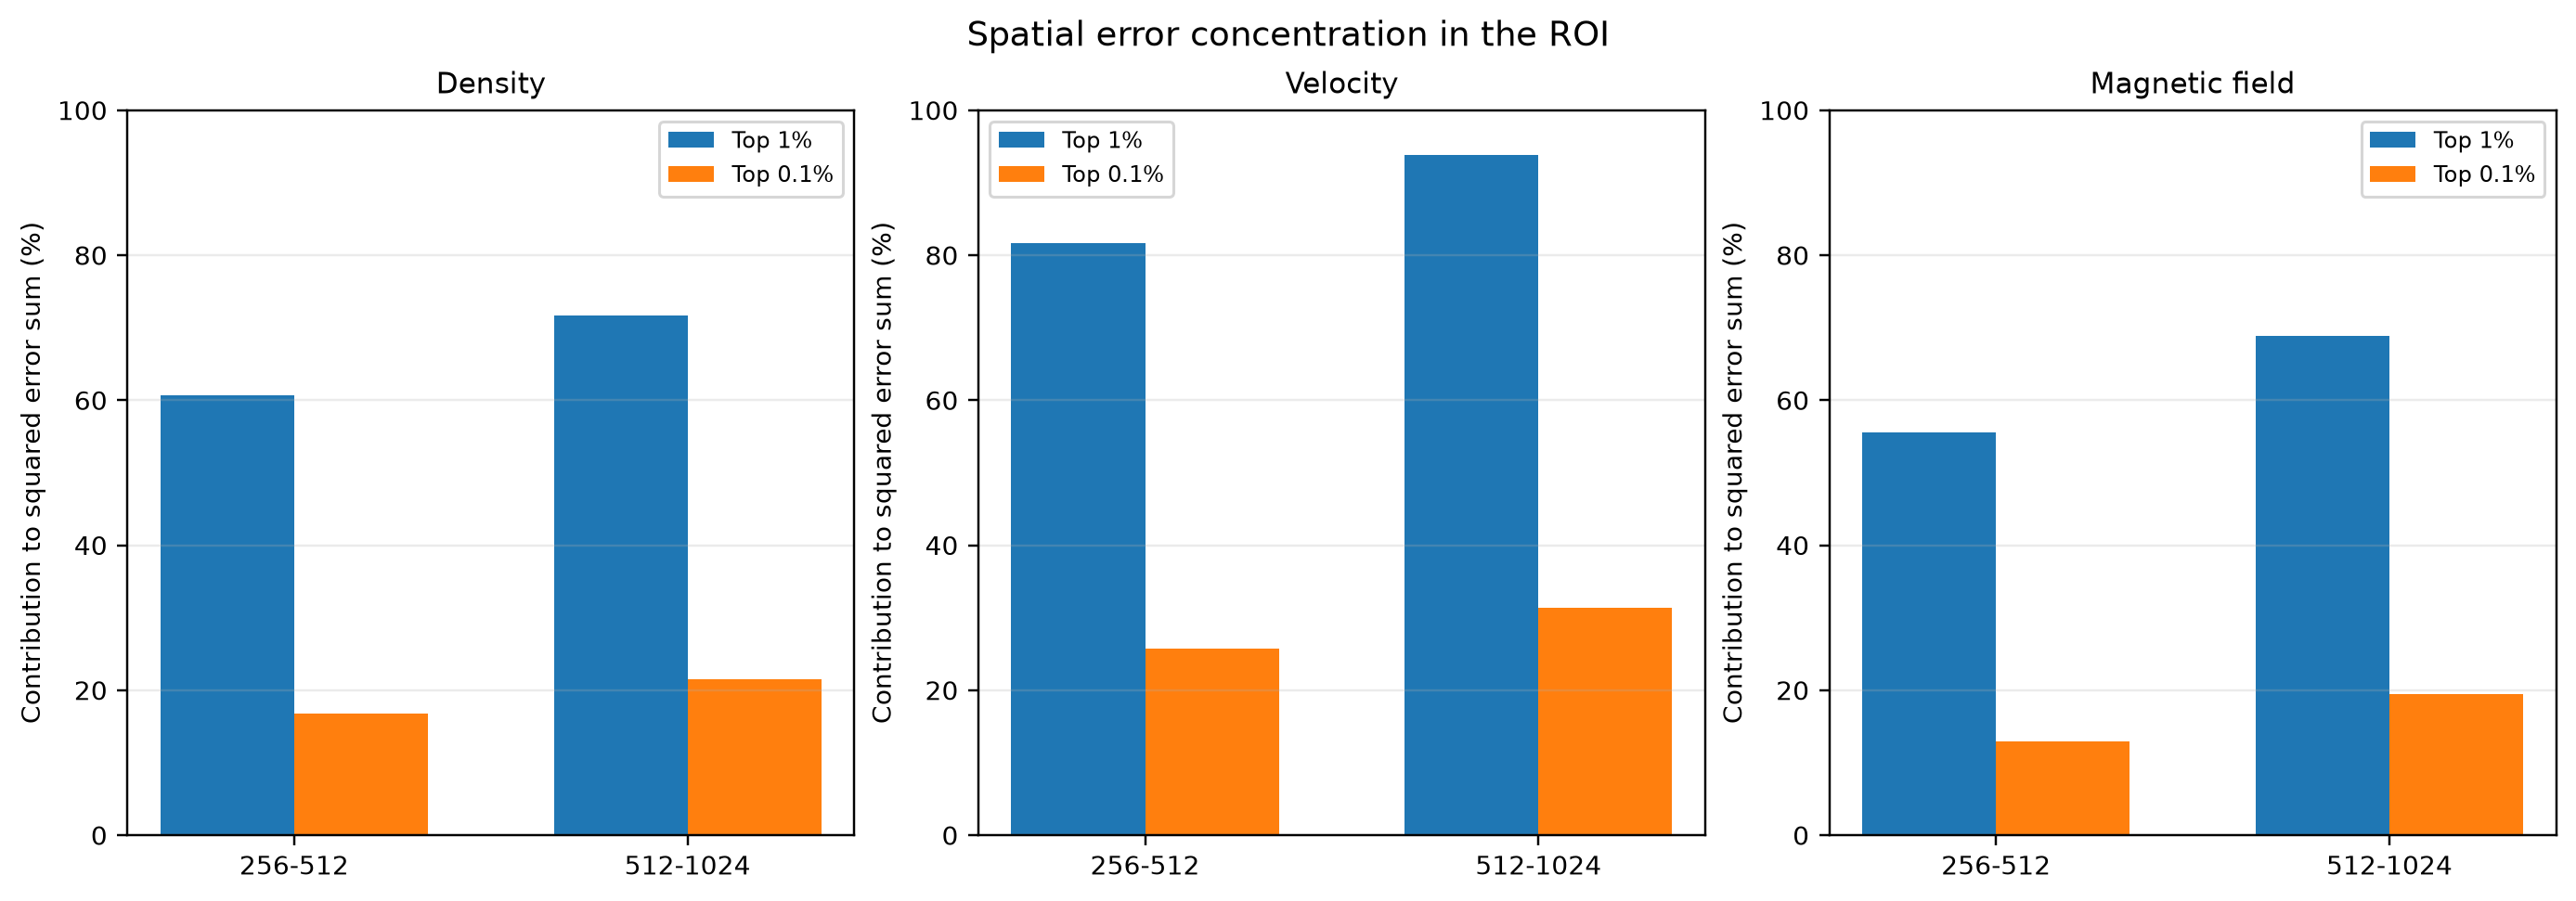 Spatial error concentration in the ROI
Density
Contribution to squared error sum (%)
100
80
60
40
20
0
Top 1%
Top 0.1%
256-512
512-1024
Velocity
Contribution to squared error sum (%)
100
80
60
40
20
0
Top 1%
Top 0.1%
256-512
512-1024
Magnetic field
Contribution to squared error sum (%)
100
80
60
40
20
0
Top 1%
Top 0.1%
256-512
512-1024